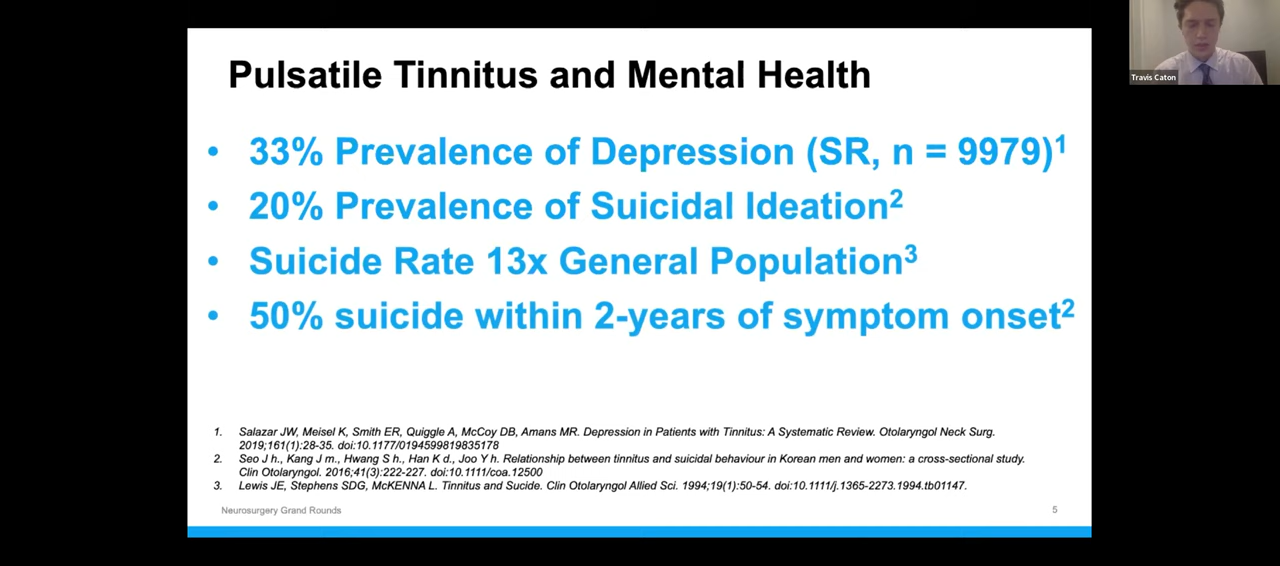 Pulsatile Tinnitus and Mental Health
• 33% Prevalence of Depression (SR, n = 9979)¹
• 20% Prevalence of Suicidal Ideation²
• Suicide Rate 13x General Population³
• 50% suicide within 2-years of symptom onset²
1. Salazar JW, Meisel K, Smith ER, Quiggle A, McCoy DB, Amans MR. Depression in Patients with Tinnitus: A Systematic Review. Otolaryngol Neck Surg.
2019;161(1):28-35. doi:10.1177/0194599819835178
2. Seo J h., Kang J m., Hwang S h., Han K d., Joo Y h. Relationship between tinnitus and suicidal behaviour in Korean men and women: a cross-sectional study.
Clin Otolaryngol. 2016;41(3):222-227. doi:10.1111/coa.12500
3. Lewis JE, Stephens SDG, McKENNA L. Tinnitus and Sucide. Clin Otolaryngol Allied Sci. 1994;19(1):50-54. doi:10.1111/j.1365-2273.1994.tb01147.
Neurosurgery Grand Rounds
5
Travis Caton